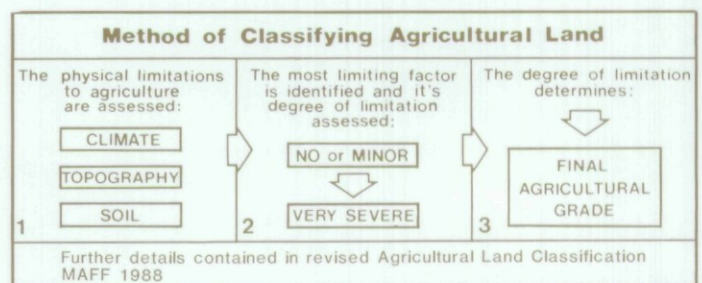 Method of Classifying Agricultural Land
The physical limitations
to agriculture
are assessed:
CLIMATE
TOPOGRAPHY
SOIL
1
The most limiting factor
is identified and it's
degree of limitation
assessed:
NO or MINOR
VERY SEVERE
2
The degree of limitation
determines:
FINAL
AGRICULTURAL
GRADE
3
Further details contained in revised Agricultural Land Classification
MAFF 1988